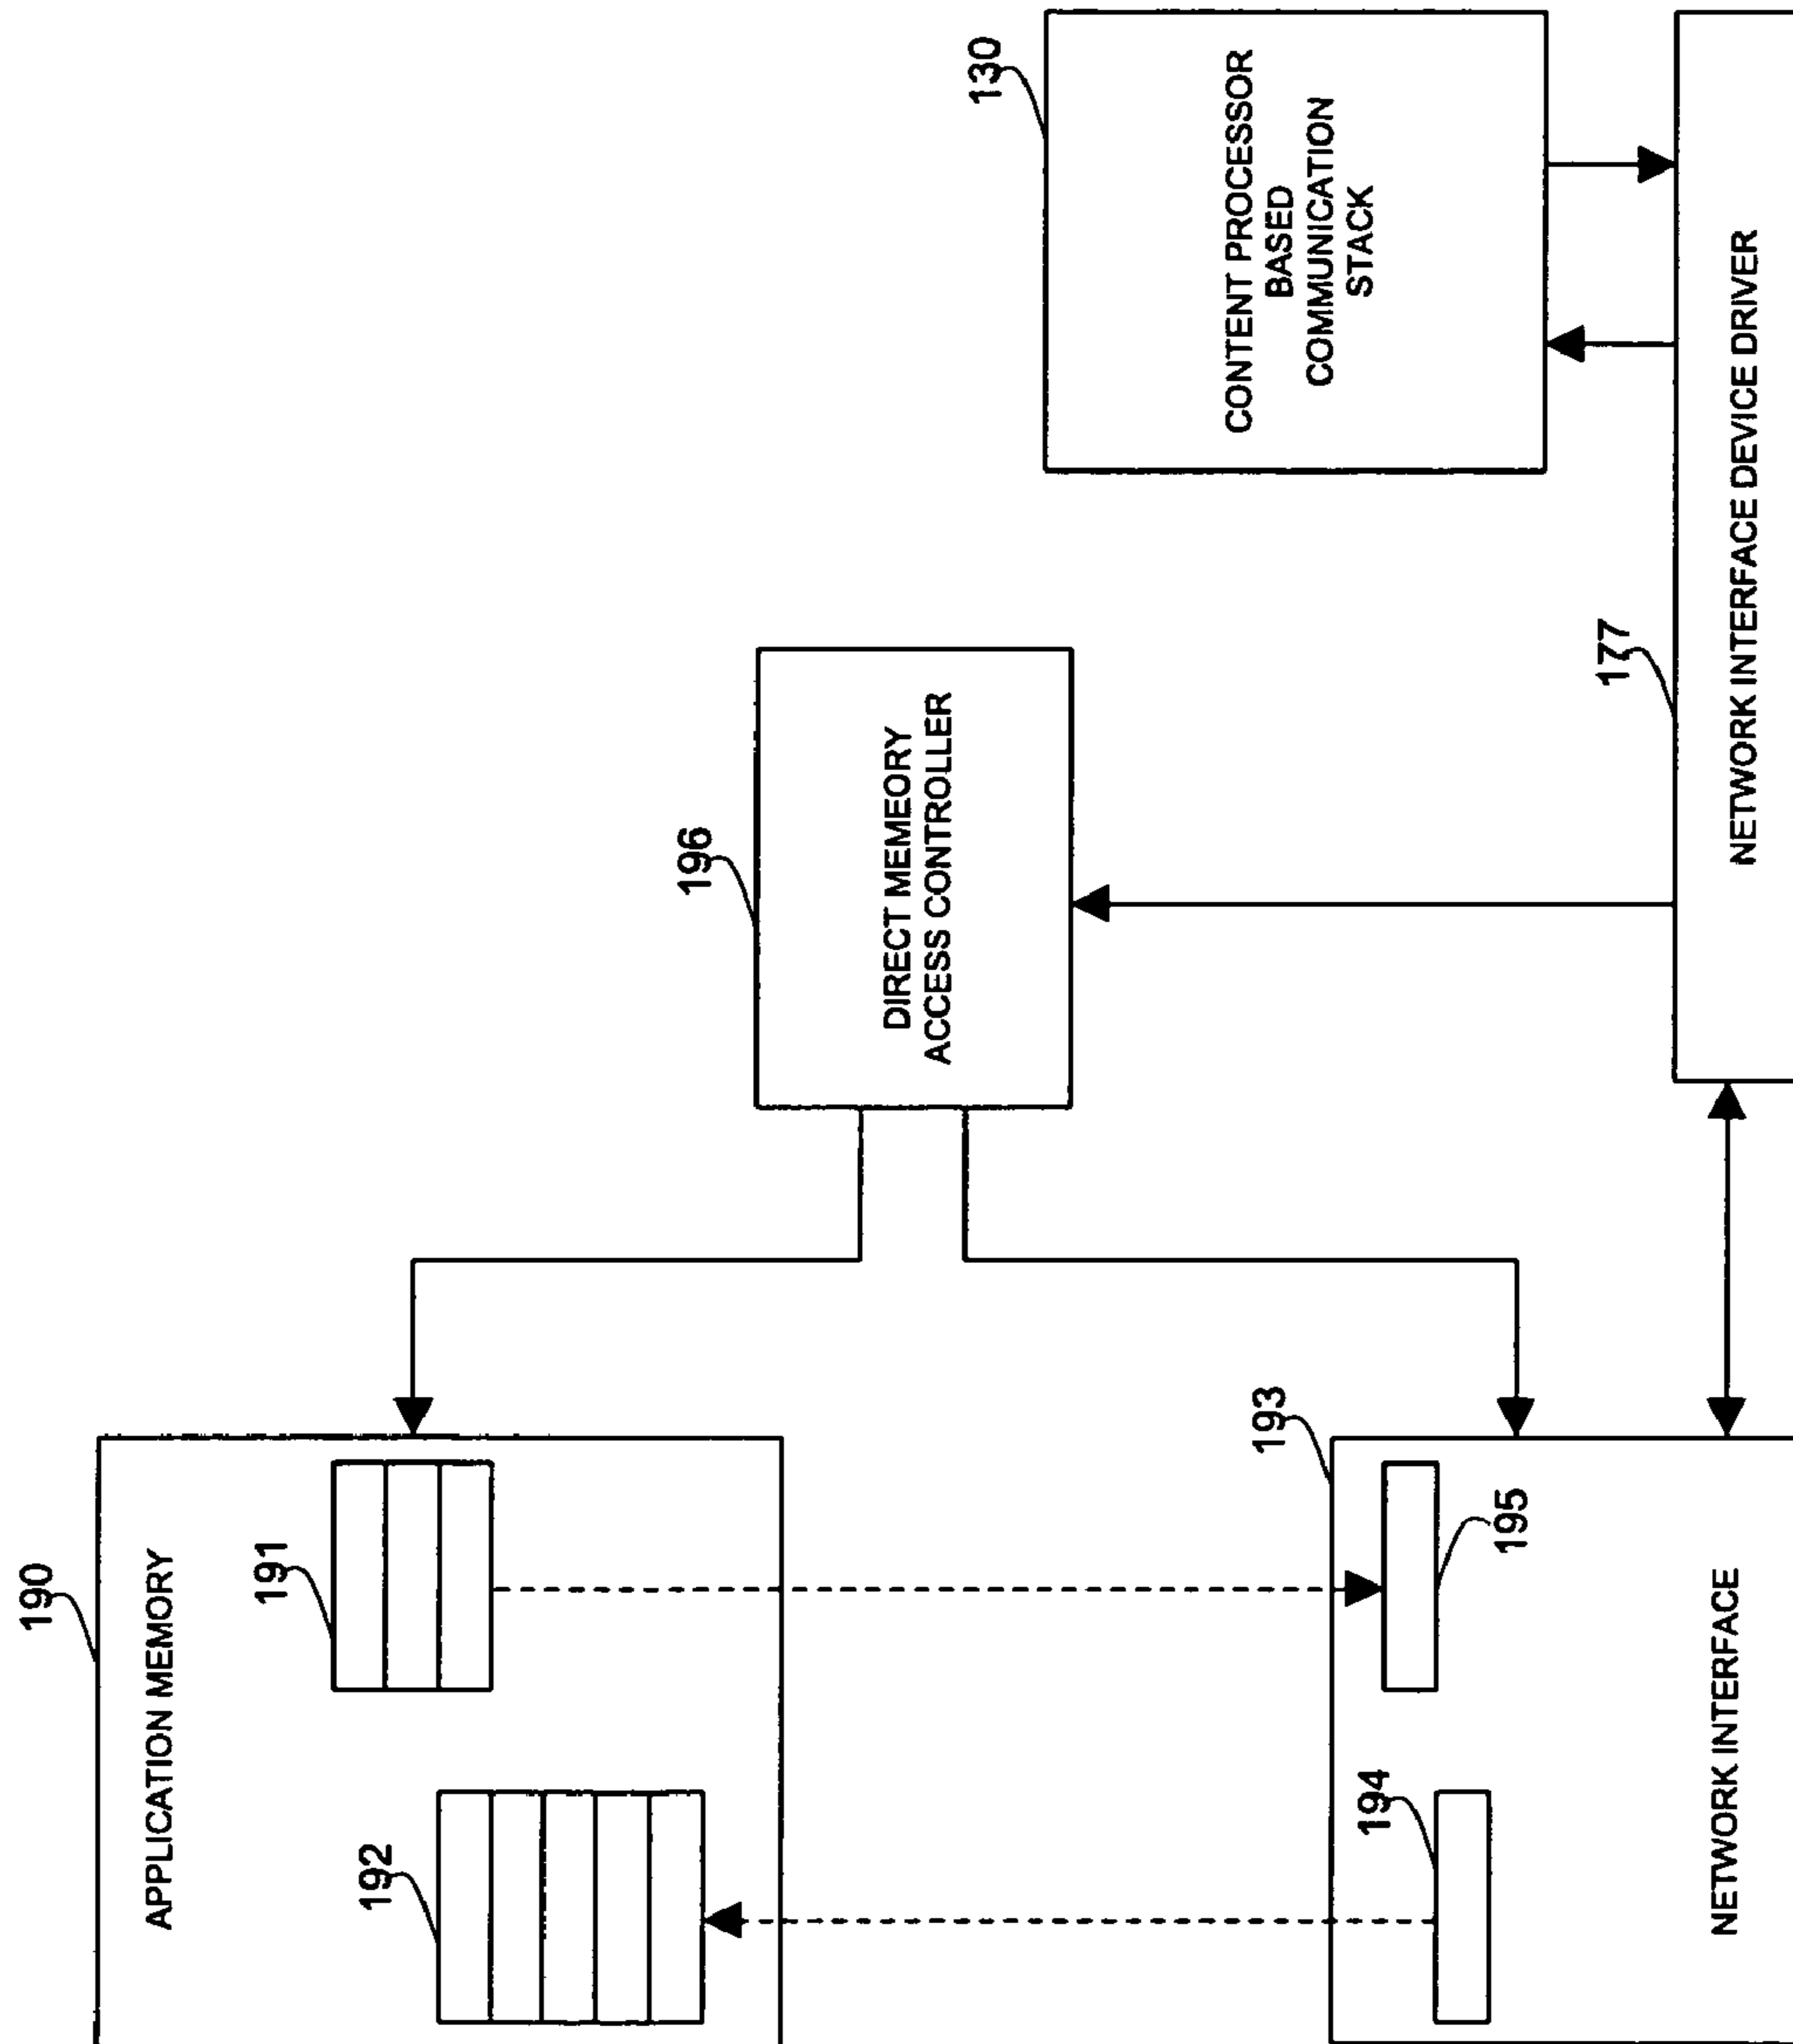 190
APPLICATION MEMORY
192
191
196
DIRECT MEMEORY
ACCESS CONTROLLER
130
CONTENT PROCESSOR
BASED
COMMUNICATION
STACK
193
194
195
NETWORK INTERFACE
177
NETWORK INTERFACE DEVICE DRIVER